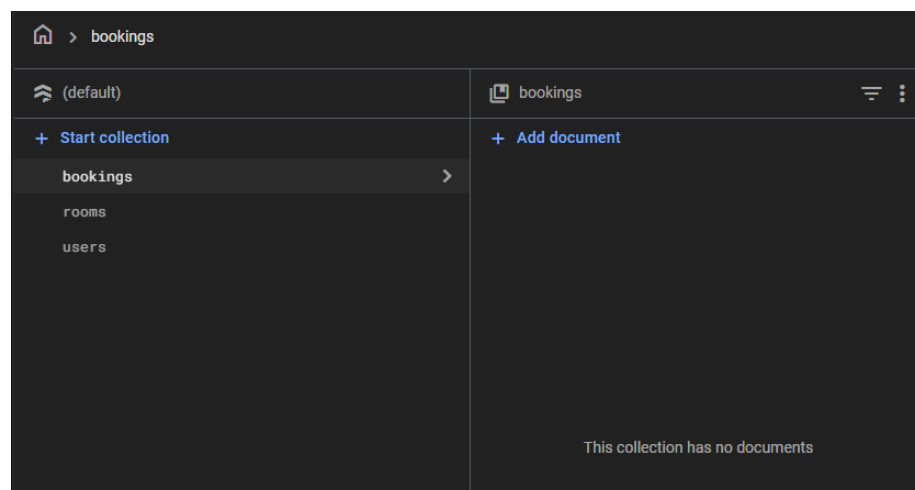 > bookings
(default)
bookings
+ Start collection
+ Add document
bookings
rooms
users
This collection has no documents